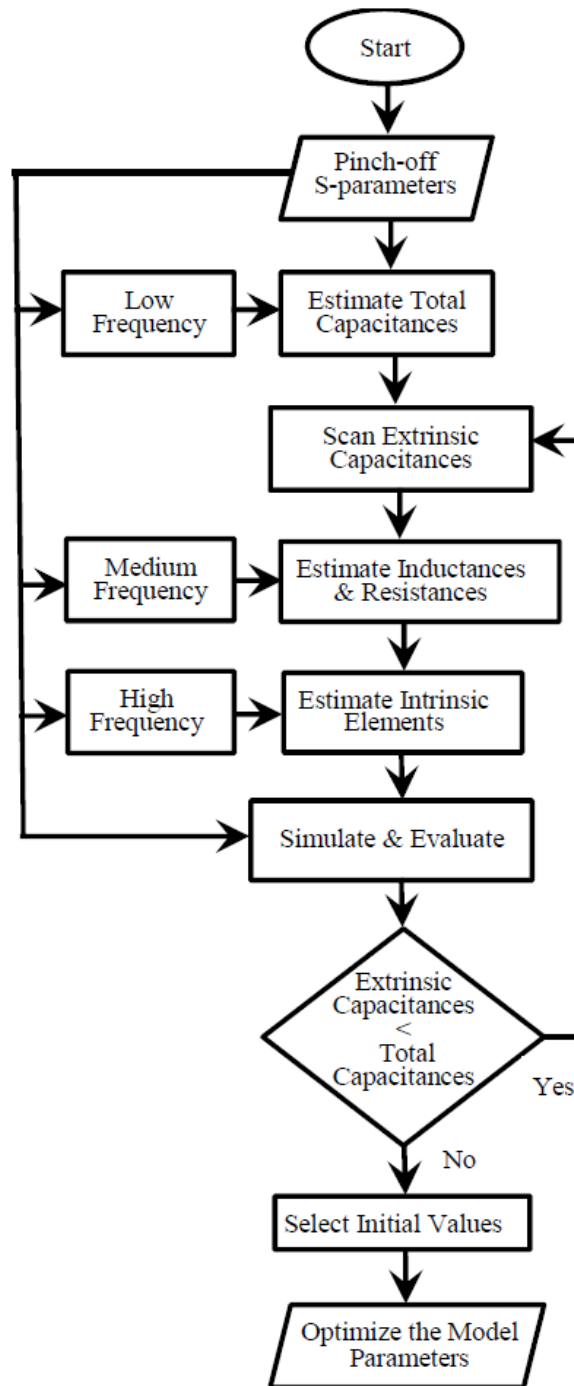 Start
Pinch-off
S-parameters
Low
Frequency
Estimate Total
Capacitances
Scan Extrinsic
Capacitances
Medium
Frequency
Estimate Inductances
& Resistances
High
Frequency
Estimate Intrinsic
Elements
Simulate & Evaluate
Extrinsic
Capacitances
<
Total
Capacitances
Yes
No
Select Initial Values
Optimize the Model
Parameters